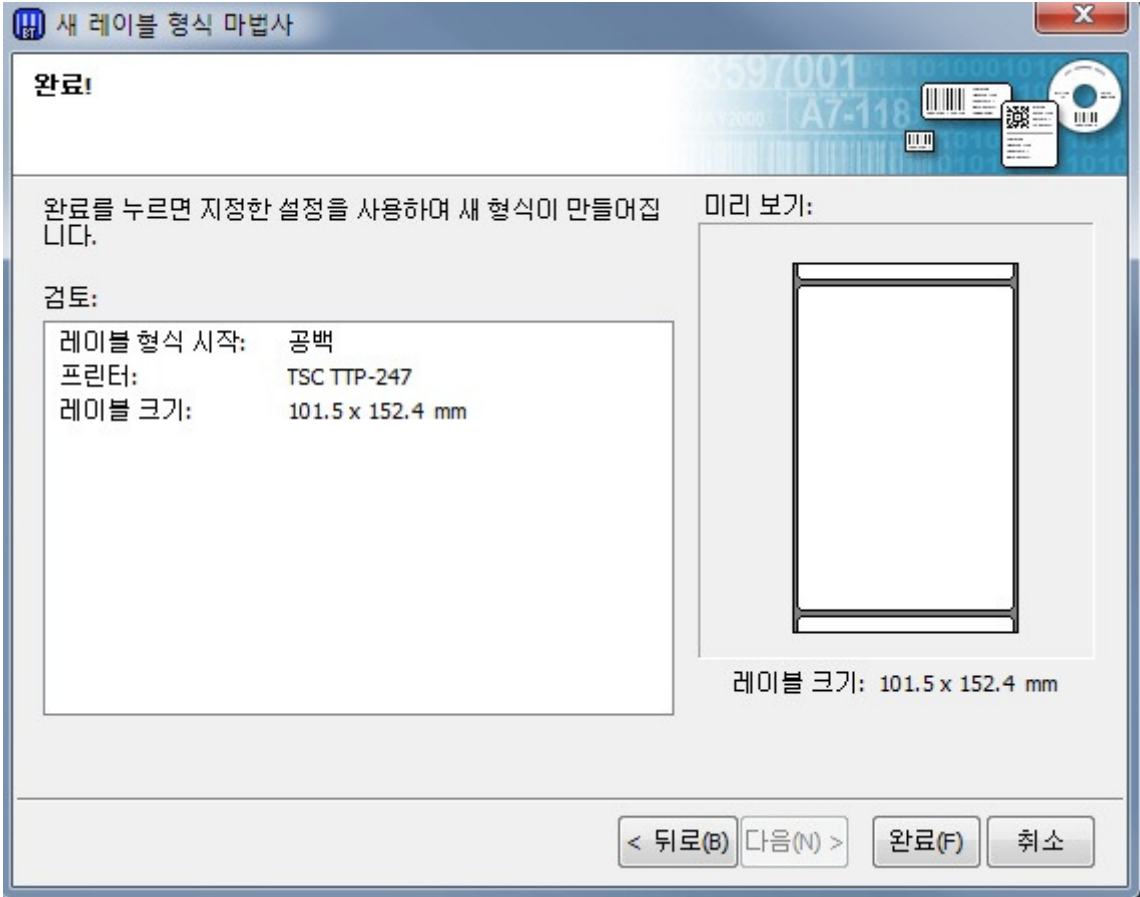 새 레이블 형식 마법사
완료!
3597001
A7-118
완료를 누르면 지정한 설정을 사용하여 새 형식이 만들어집
니다.
검토:
레이블 형식 시작: 공백
프린터: TSC TTP-247
레이블 크기: 101.5 x 152.4 mm
미리 보기:
레이블 크기: 101.5 x 152.4 mm
< 뒤로(B) 다음(N) > 완료(F) 취소